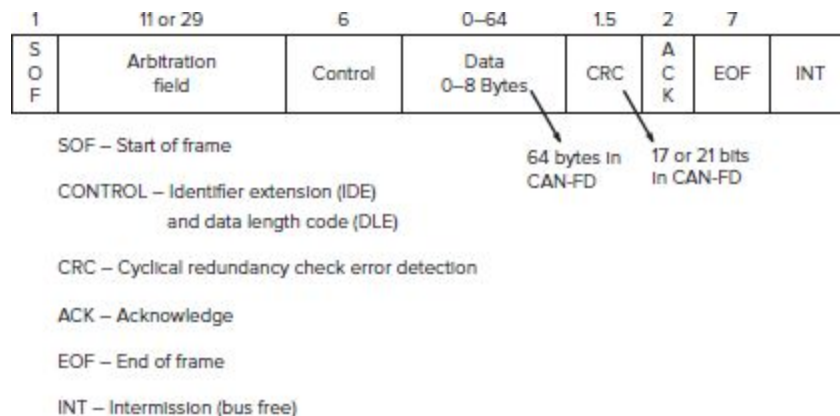 1 11 or 29 6 0–64 1.5 2 7
SOF
Arbitration
field
Control
Data
0–8 Bytes
CRC
ACK
EOF
INT
64 bytes in
CAN-FD
17 or 21 bits
in CAN-FD
SOF – Start of frame
CONTROL – Identifier extension (IDE)
and data length code (DLE)
CRC – Cyclical redundancy check error detection
ACK – Acknowledge
EOF – End of frame
INT – Intermission (bus free)